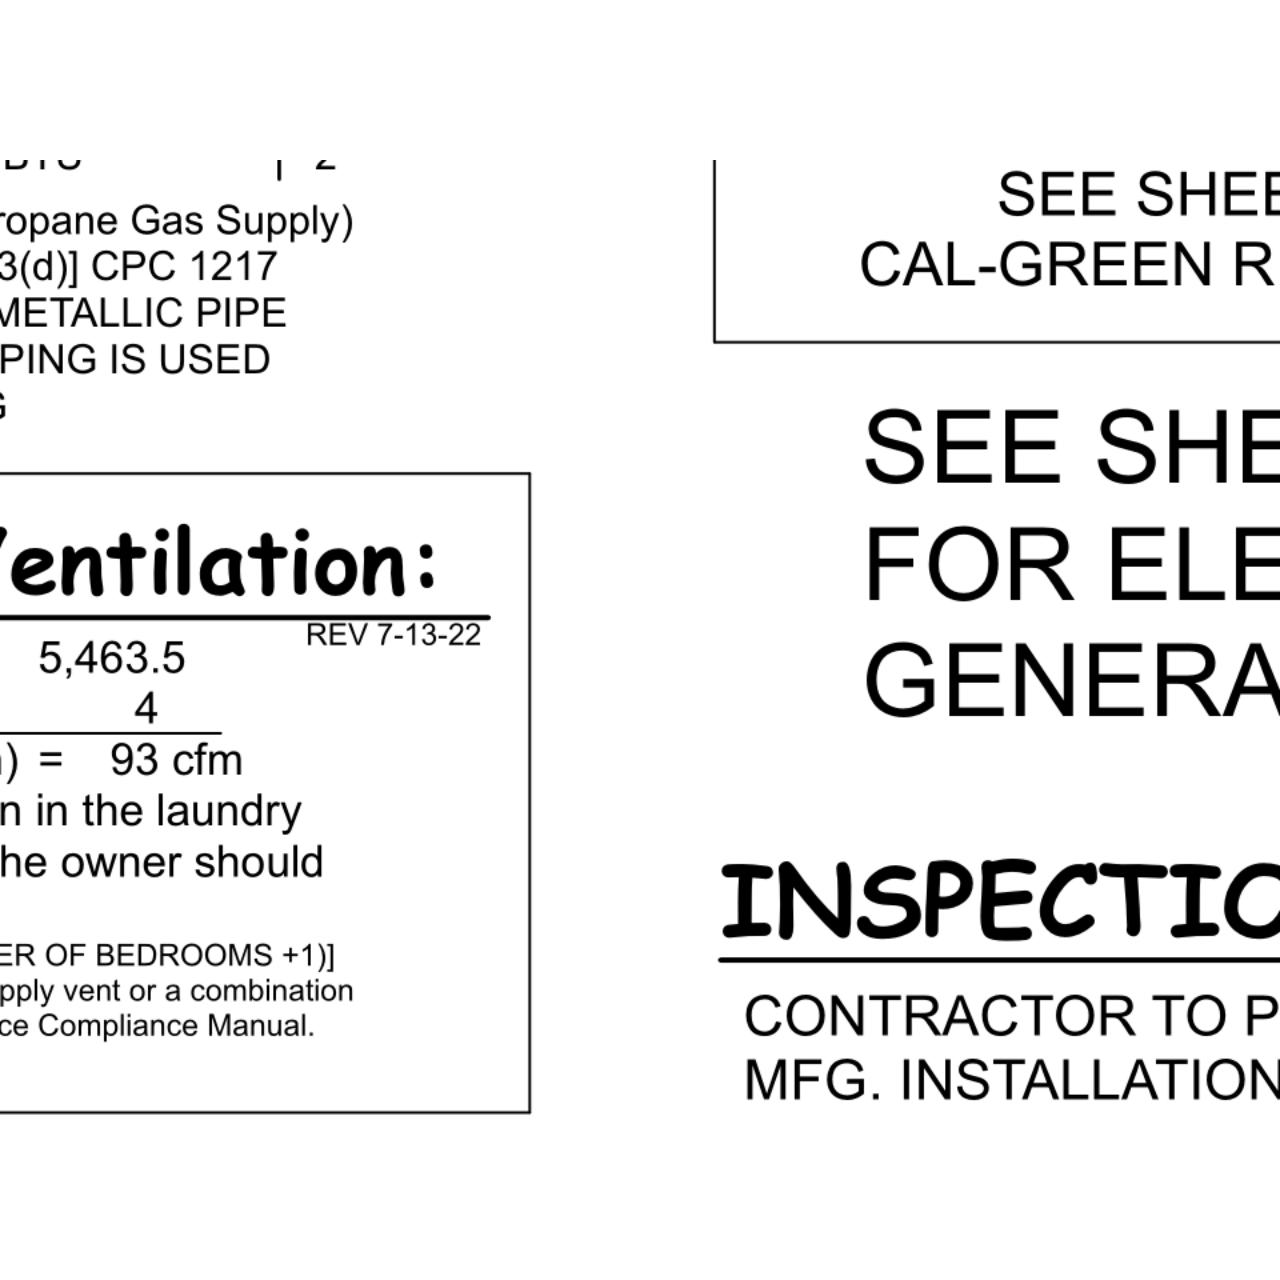 BTU | 2
ropane Gas Supply)
3(d)] CPC 1217
METALLIC PIPE
PING IS USED
G
Ventilation:
REV 7-13-22
5,463.5
4
) = 93 cfm
n in the laundry
he owner should
ER OF BEDROOMS +1)]
pply vent or a combination
ce Compliance Manual.
SEE SHEE
CAL-GREEN R
SEE SHE
FOR ELE
GENERA
INSPECTIO
CONTRACTOR TO P
MFG. INSTALLATION